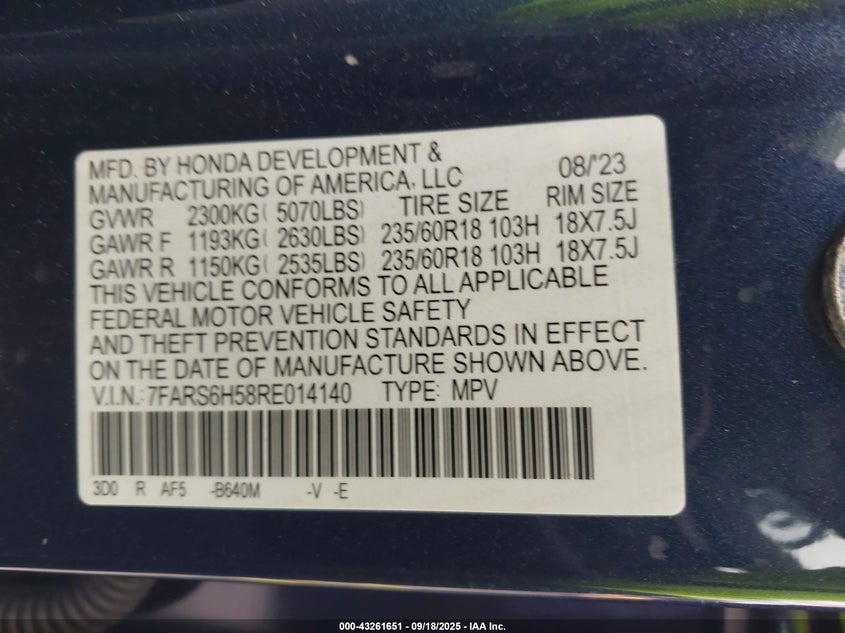 MFD. BY HONDA DEVELOPMENT & 08/'23
MANUFACTURING OF AMERICA, LLC
GVWR 2300KG( 5070LBS) TIRE SIZE RIM SIZE
GAWR F 1193KG( 2630LBS) 235/60R18 103H 18X7.5J
GAWR R 1150KG( 2535LBS) 235/60R18 103H 18X7.5J
THIS VEHICLE CONFORMS TO ALL APPLICABLE
FEDERAL MOTOR VEHICLE SAFETY
AND THEFT PREVENTION STANDARDS IN EFFECT
ON THE DATE OF MANUFACTURE SHOWN ABOVE.
V.I.N.: 7FARS6H58RE014140 TYPE: MPV
3D0 R AF5 -B640M -V -E
000-43261651 - 09/18/2025 - IAA Inc.